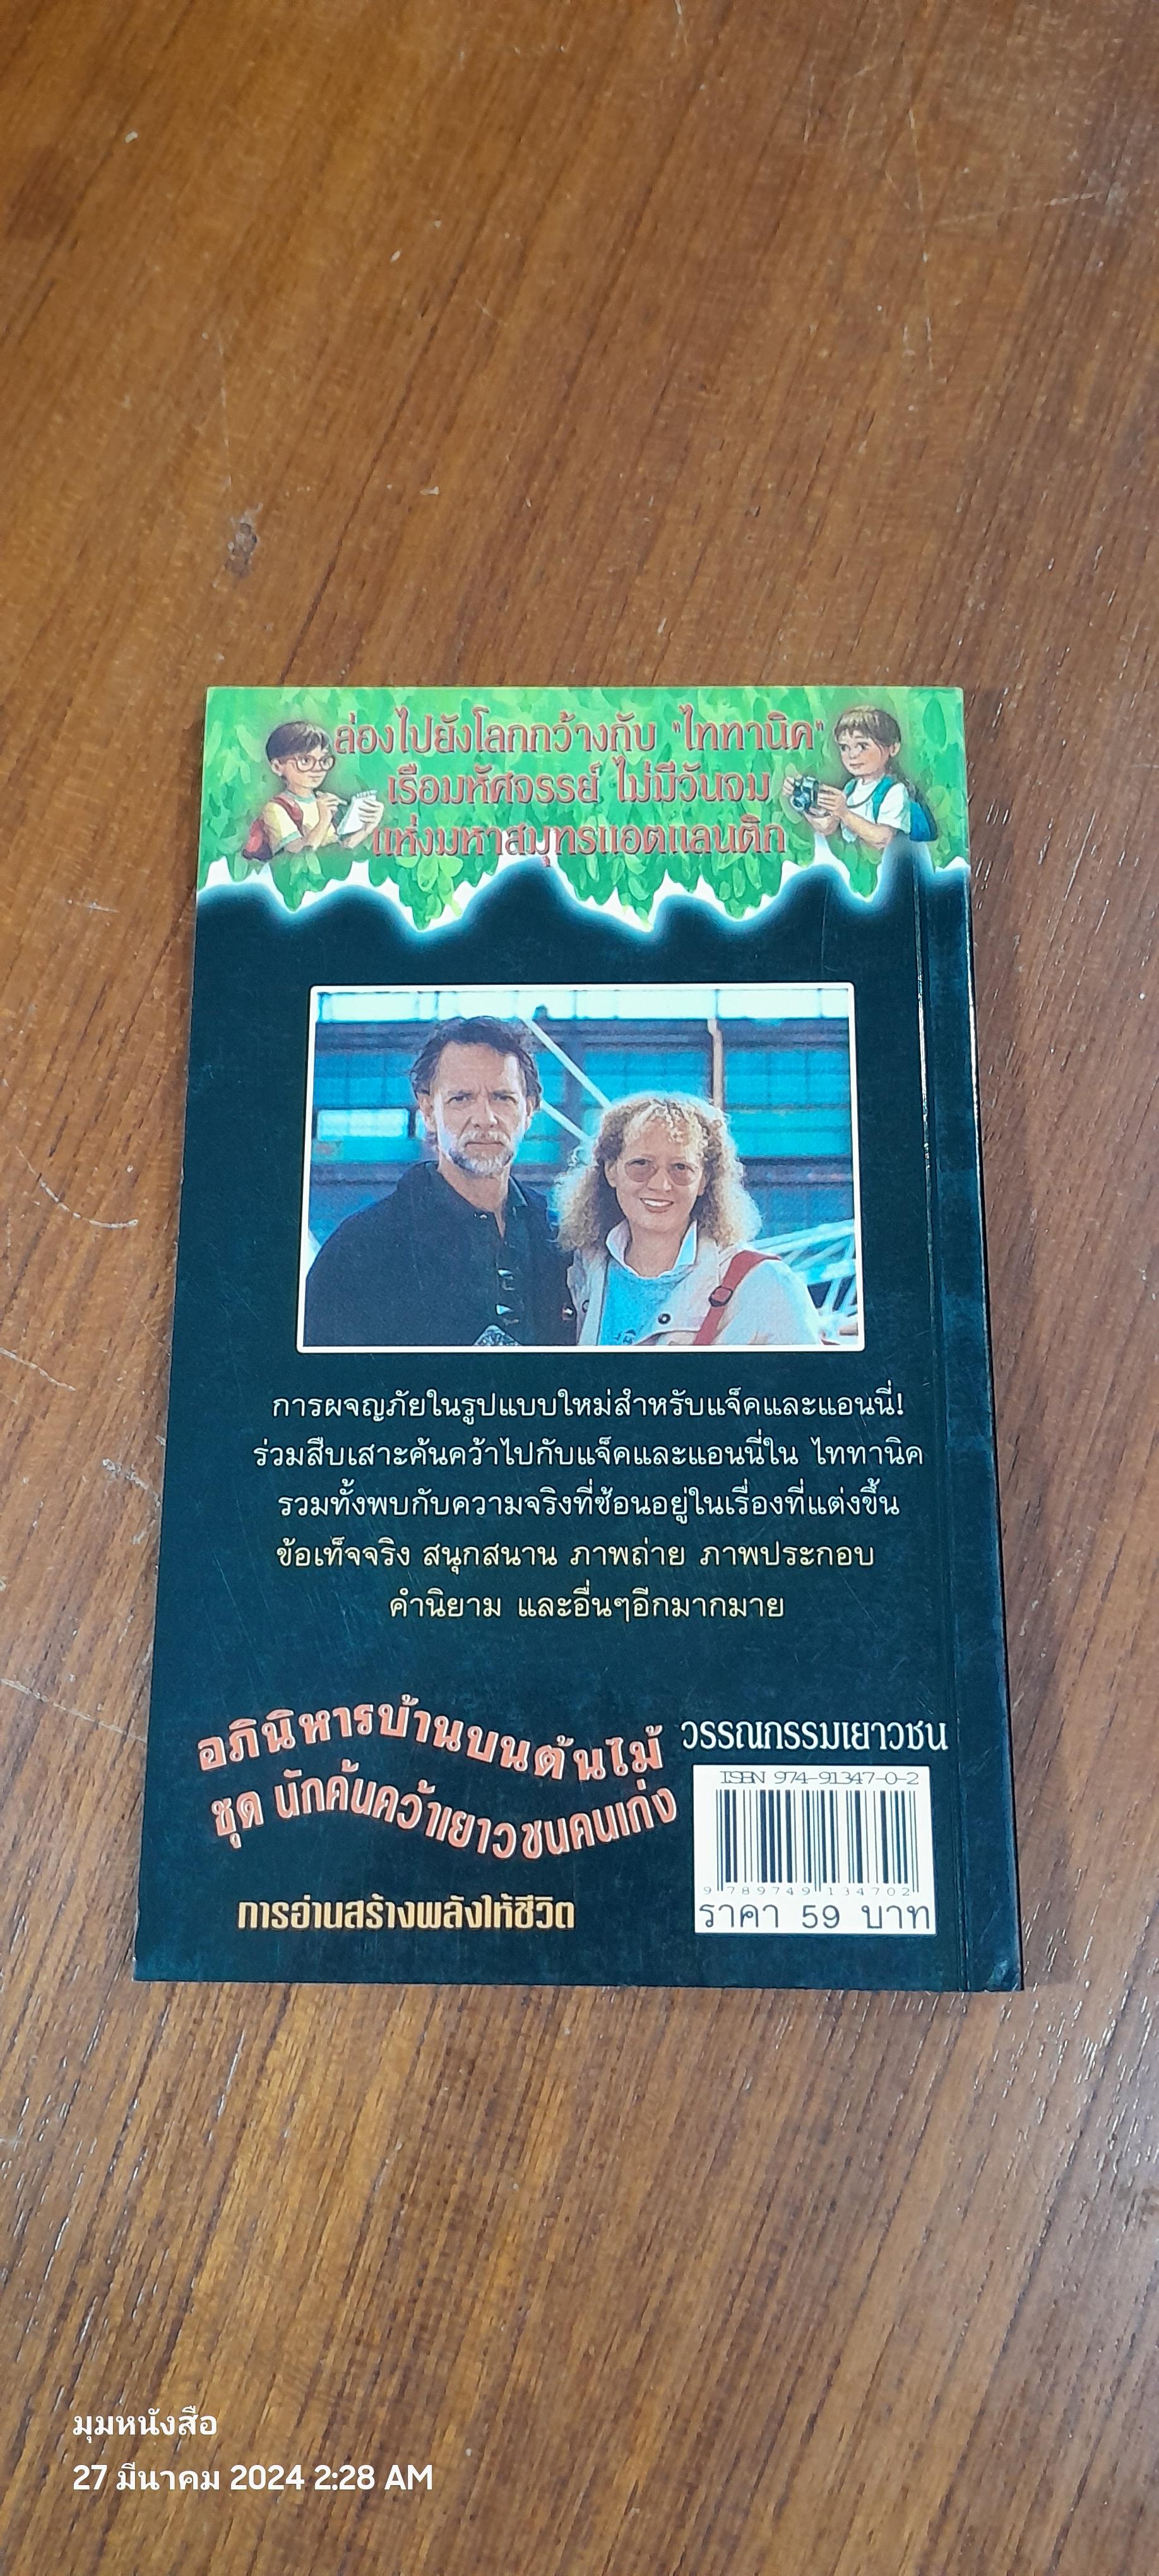 ล่องไปยังโลกกว้างกับ "ไททานิค"
เรือมหัศจรรย์ ไม่มีวันจม
แห่งมหาสมุทรแอตแลนติก
การผจญภัยในรูปแบบใหม่สำหรับแจ็คและแอนนี่!
ร่วมสืบเสาะค้นคว้าไปกับแจ็คและแอนนี่ใน ไททานิค
รวมทั้งพบกับความจริงที่ซ้อนอยู่ในเรื่องที่แต่งขึ้น
ข้อเท็จจริง สนุกสนาน ภาพถ่าย ภาพประกอบ
คำนิยาม และอื่นๆอีกมากมาย
อภินิหารบ้านบนต้นไม้
ชุด นักค้นคว้าเยาวชนคนเก่ง
การอ่านสร้างพลังให้ชีวิต
วรรณกรรมเยาวชน
ISBN 974-91347-0-2
9 789749 134702
ราคา 59 บาท
มุมหนังสือ
27 มีนาคม 2024 2:28 AM